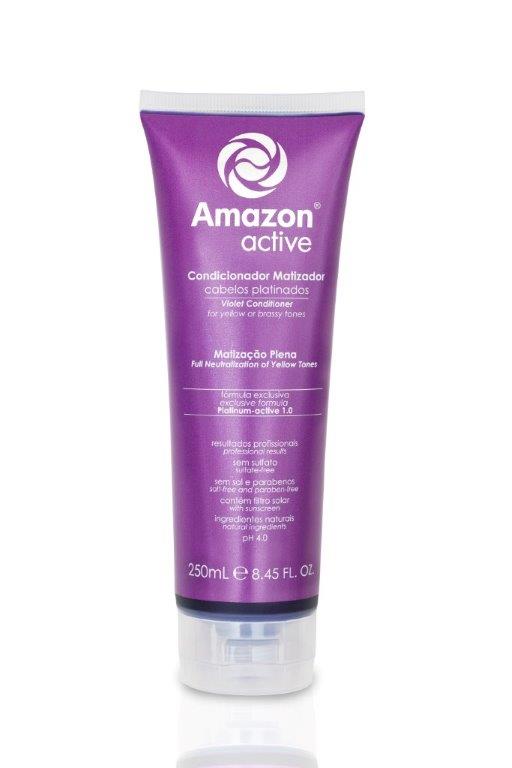 Amazon®
active
Condicionador Matizador
cabelos platinados
Violet Conditioner
for yellow or brassy tones
Matização Plena
Full Neutralization of Yellow Tones
fórmula exclusiva
exclusive formula
Platinum-active 1.0
resultados profissionais
professional results
sem sulfato
sulfate-free
sem sal e parabenos
salt-free and paraben-free
contém filtro solar
with sunscreen
ingredientes naturais
natural ingredients
pH 4.0
250mL ℮ 8.45 FL. OZ.